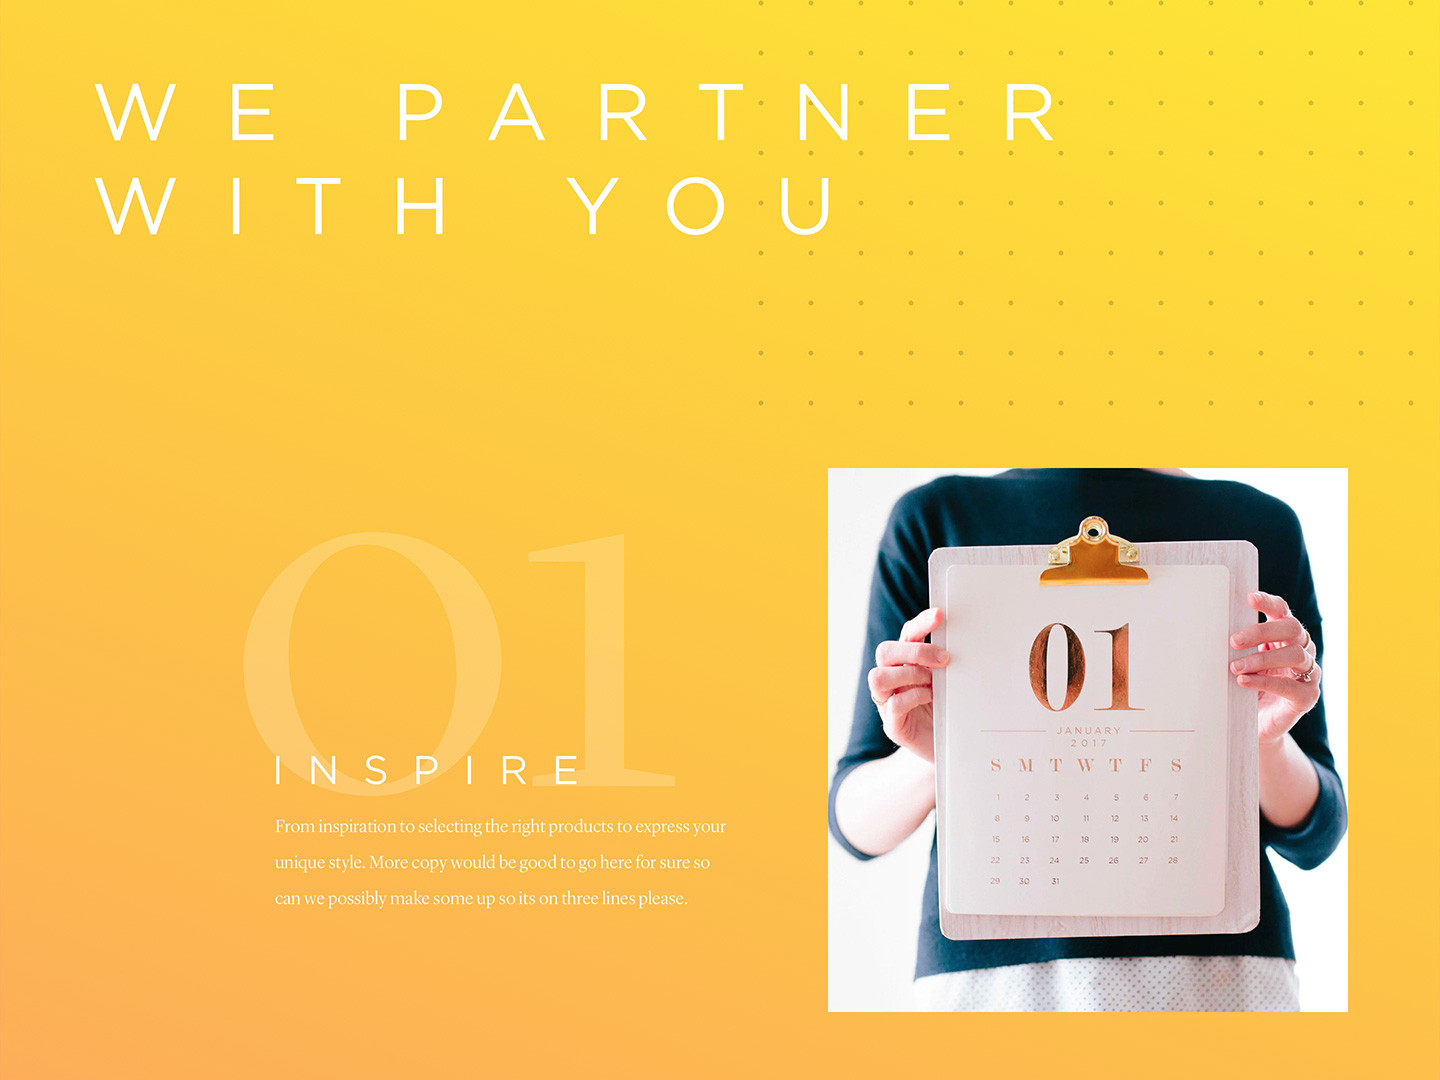 WE PARTNER
WITH YOU
01
INSPIRE
From inspiration to selecting the right products to express your
unique style. More copy would be good to go here for sure so
can we possibly make some up so its on three lines please.
01
JANUARY
2017
S M T W T F S
1 2 3 4 5 6 7
8 9 10 11 12 13 14
15 16 17 18 19 20 21
22 23 24 25 26 27 28
29 30 31